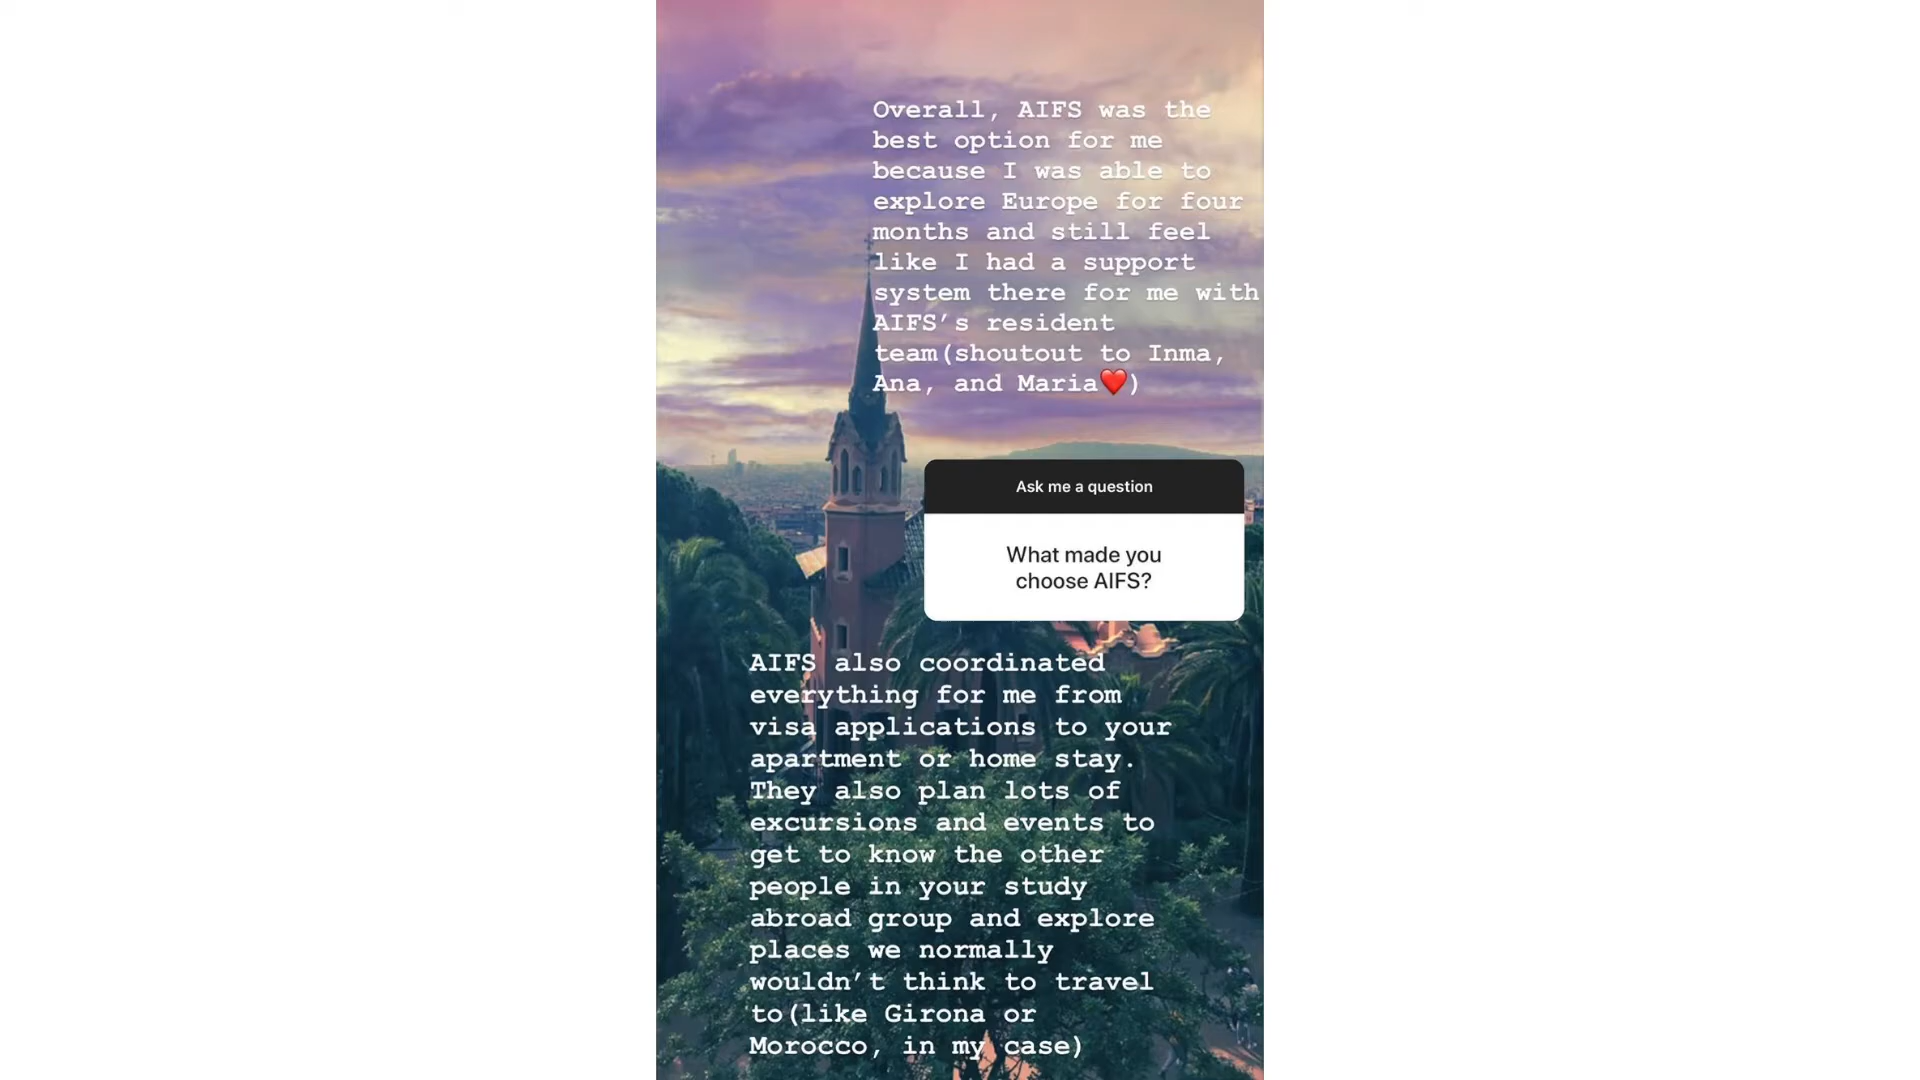 Overall, AIFS was the
best option for me
because I was able to
explore Europe for four
months and still feel
like I had a support
system there for me with
AIFS’s resident
team(shoutout to Inma,
Ana, and Maria❤️)
Ask me a question
What made you
choose AIFS?
AIFS also coordinated
everything for me from
visa applications to your
apartment or home stay.
They also plan lots of
excursions and events to
get to know the other
people in your study
abroad group and explore
places we normally
wouldn’t think to travel
to(like Girona or
Morocco, in my case)